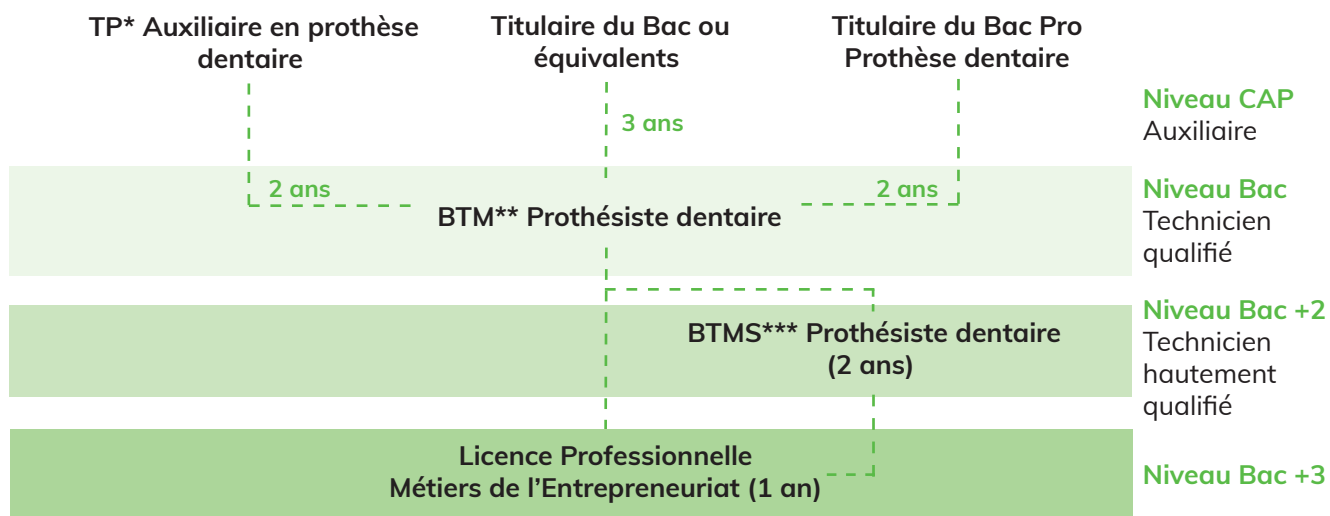 TP* Auxiliaire en prothèse
dentaire
Titulaire du Bac ou
équivalents
Titulaire du Bac Pro
Prothèse dentaire
Niveau CAP
Auxiliaire
3 ans
2 ans
2 ans
BTM** Prothésiste dentaire
Niveau Bac
Technicien
qualifié
BTMS*** Prothésiste dentaire
(2 ans)
Niveau Bac +2
Technicien
hautement
qualifié
Licence Professionnelle
Métiers de l’Entrepreneuriat (1 an)
Niveau Bac +3